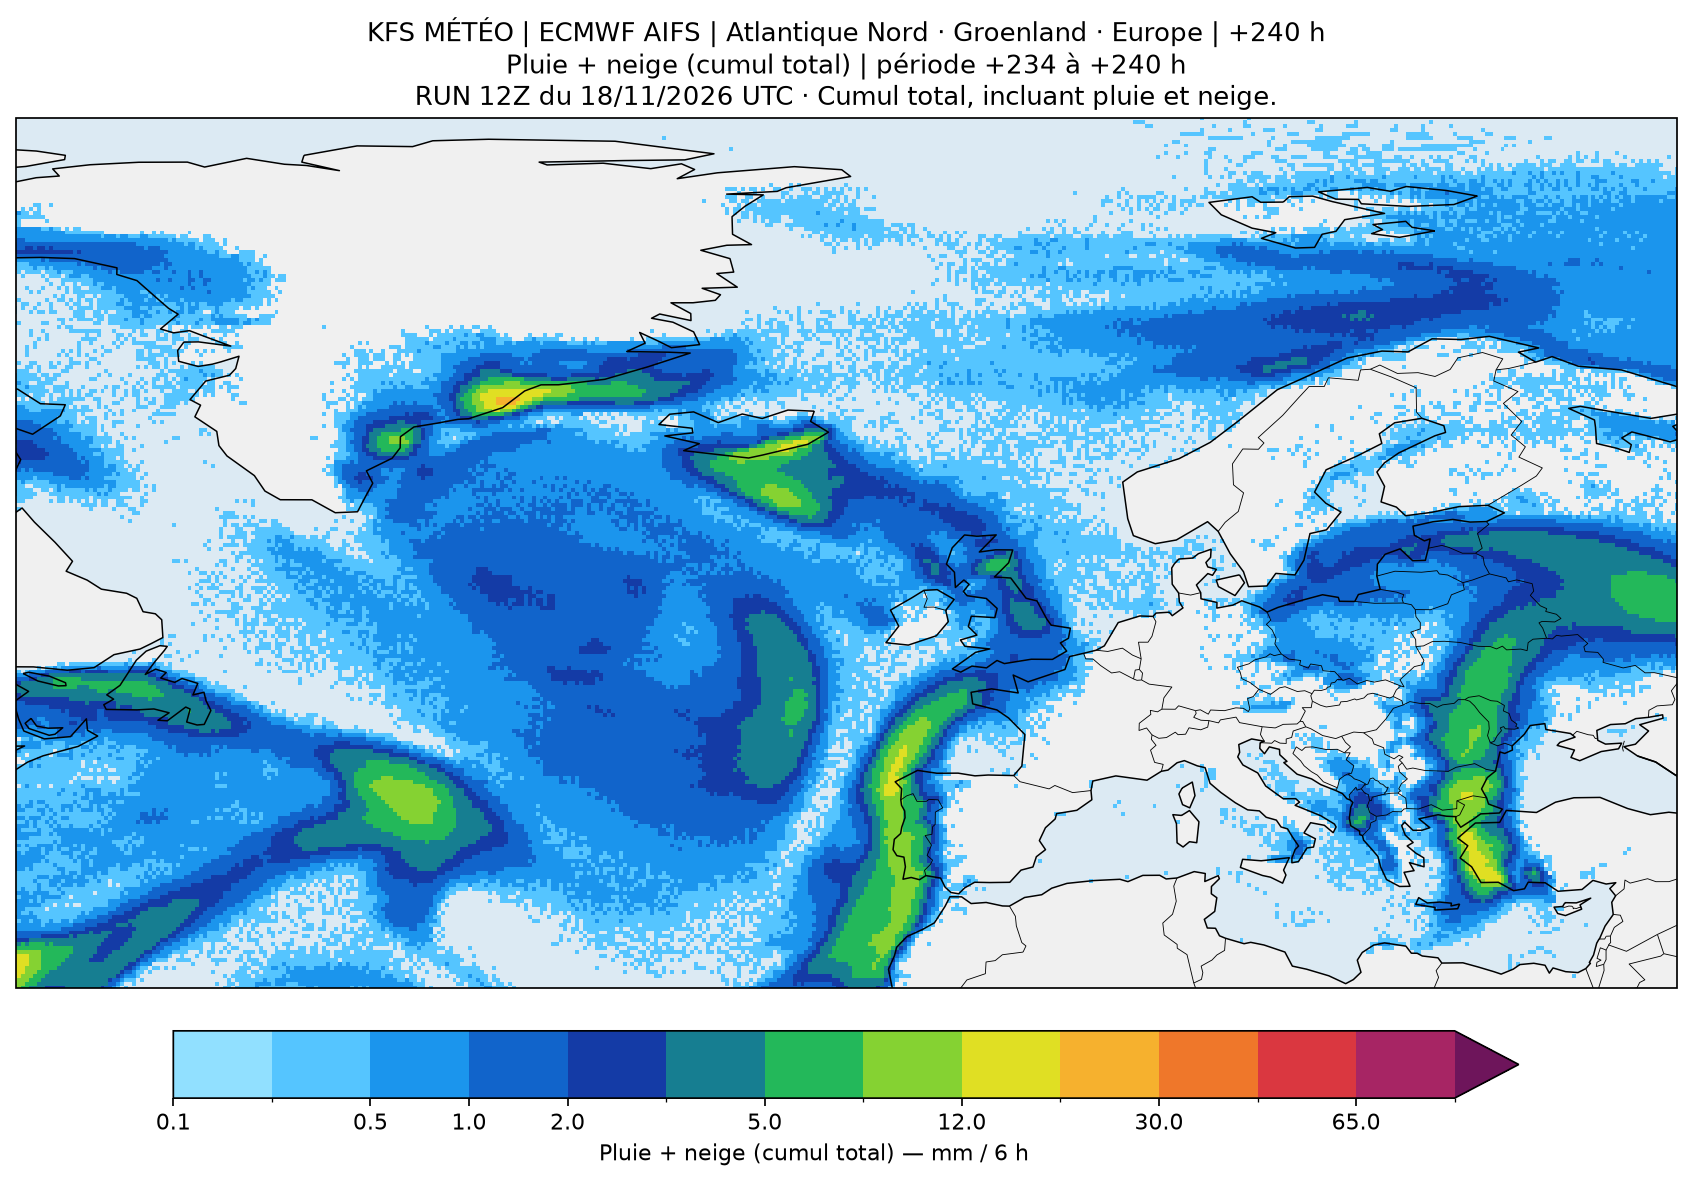 KFS MÉTÉO | ECMWF AIFS | Atlantique Nord · Groenland · Europe | +240 h
Pluie + neige (cumul total) | période +234 à +240 h
RUN 12Z du 18/11/2026 UTC · Cumul total, incluant pluie et neige.
0.1 0.5 1.0 2.0 5.0 12.0 30.0 65.0
Pluie + neige (cumul total) — mm / 6 h